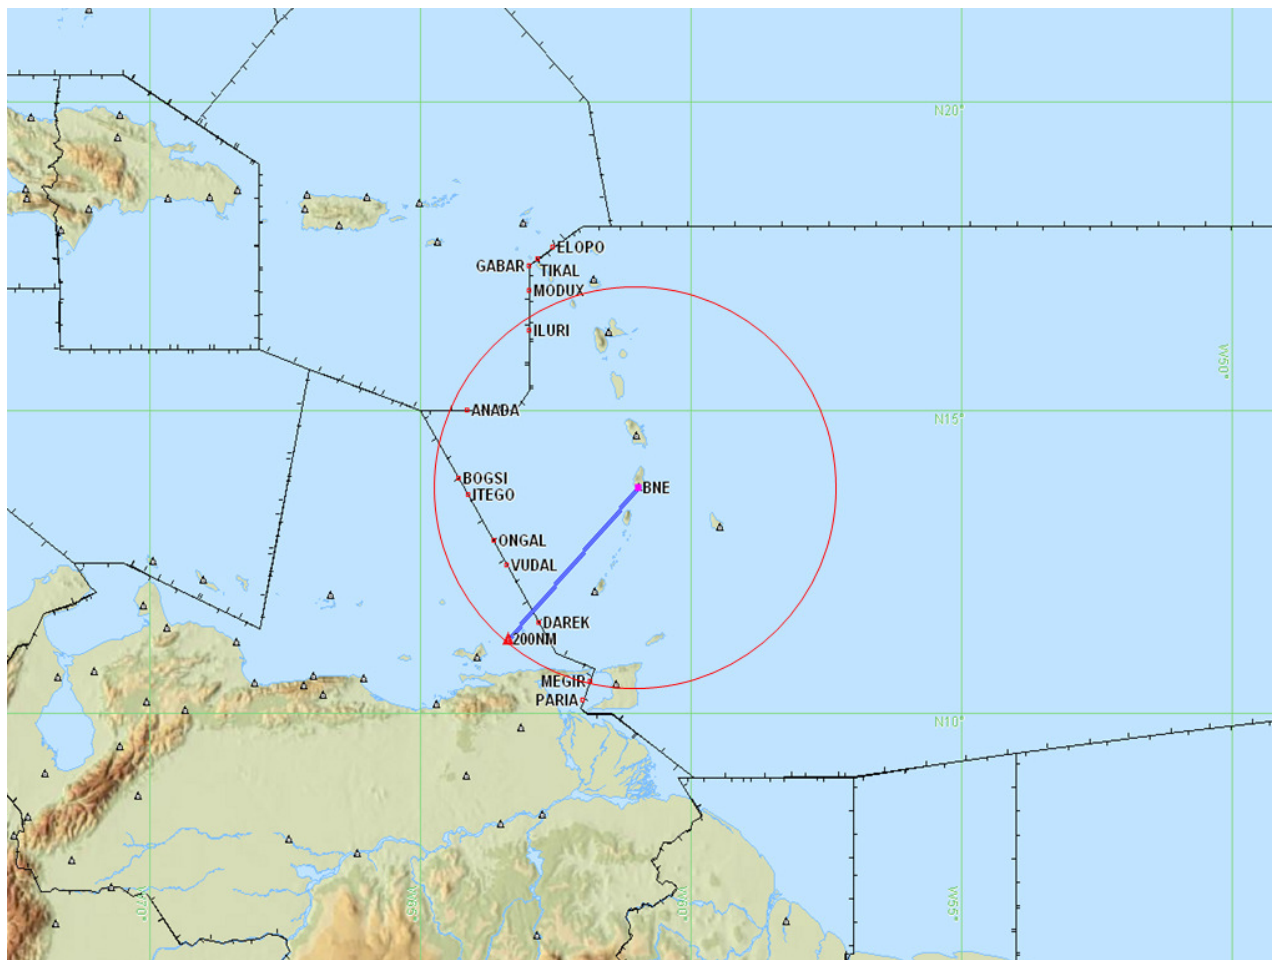 N20°
ELOPO
GABAR
TIKAL
MODUX
ILURI
W50°
ANADA
N15°
BOGSI
ITEGO
BNE
ONGAL
VUDAL
DAREK
200NM
MEGIR
PARIA
N10°
W70°
W65°
W60°
W55°